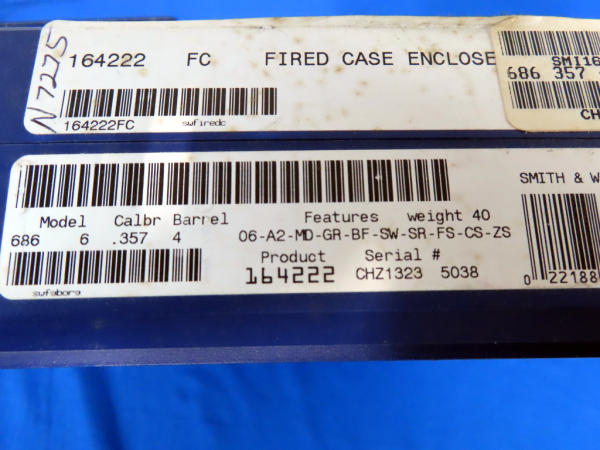 N7275
164222 FC FIRED CASE ENCLOSE
SMI16
686 357
CH
164222FC swfiredc
SMITH & W
Model Calbr Barrel Features weight 40
686 6 .357 4 06-A2-MD-GR-BF-SW-SR-FS-CS-ZS
Product Serial #
164222 CHZ1323 5038
0 22188